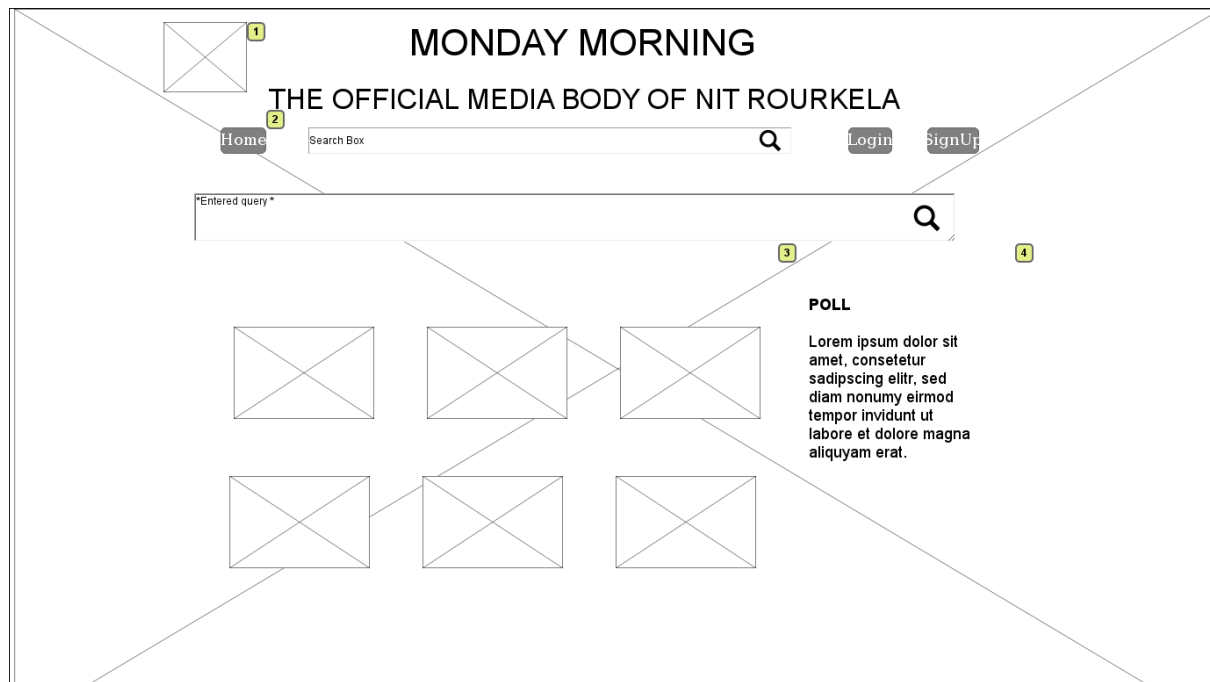 1
MONDAY MORNING
THE OFFICIAL MEDIA BODY OF NIT ROURKELA
2
Home
Search Box
Login
SignUp
*Entered query *
3
4
POLL
Lorem ipsum dolor sit
amet, consetetur
sadipscing elitr, sed
diam nonumy eirmod
tempor invidunt ut
labore et dolore magna
aliquyam erat.